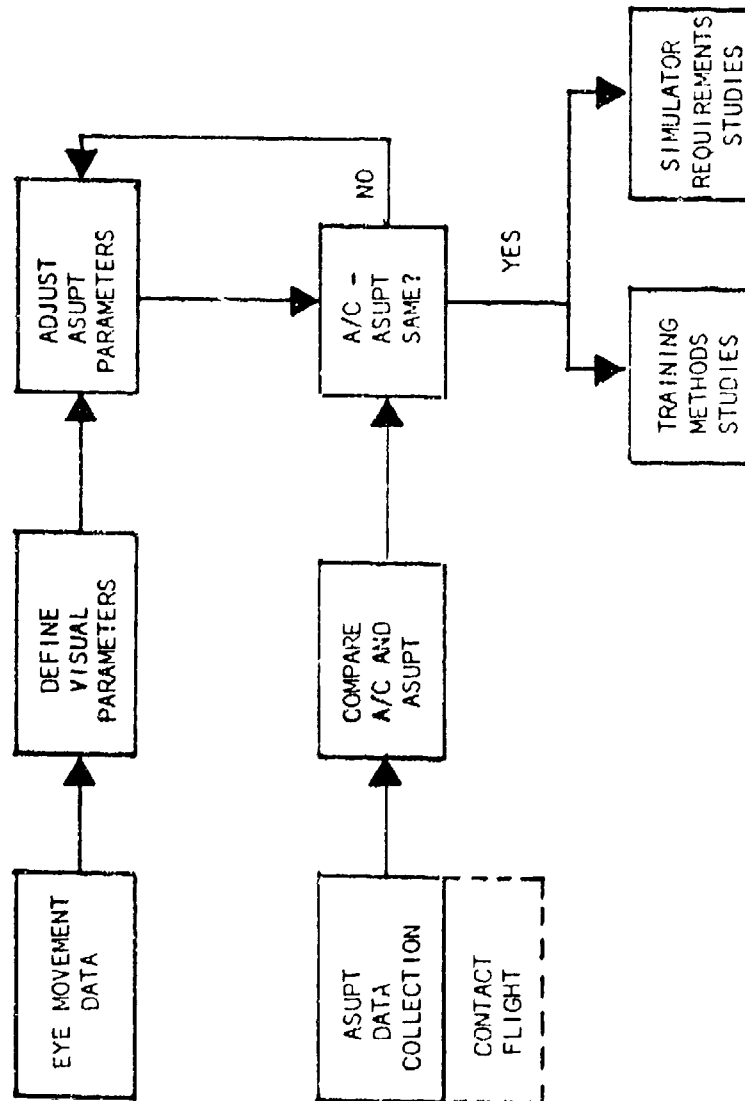 EYE MOVEMENT
DATA
DEFINE
VISUAL
PARAMETERS
ADJUST
ASUPT
PARAMETERS
ASUPT
DATA
COLLECTION
CONTACT
FLIGHT
COMPARE
A/C AND
ASUPT
A/C -
ASUPT
SAME?
NO
YES
TRAINING
METHODS
STUDIES
SIMULATOR
REQUIREMENTS
STUDIES